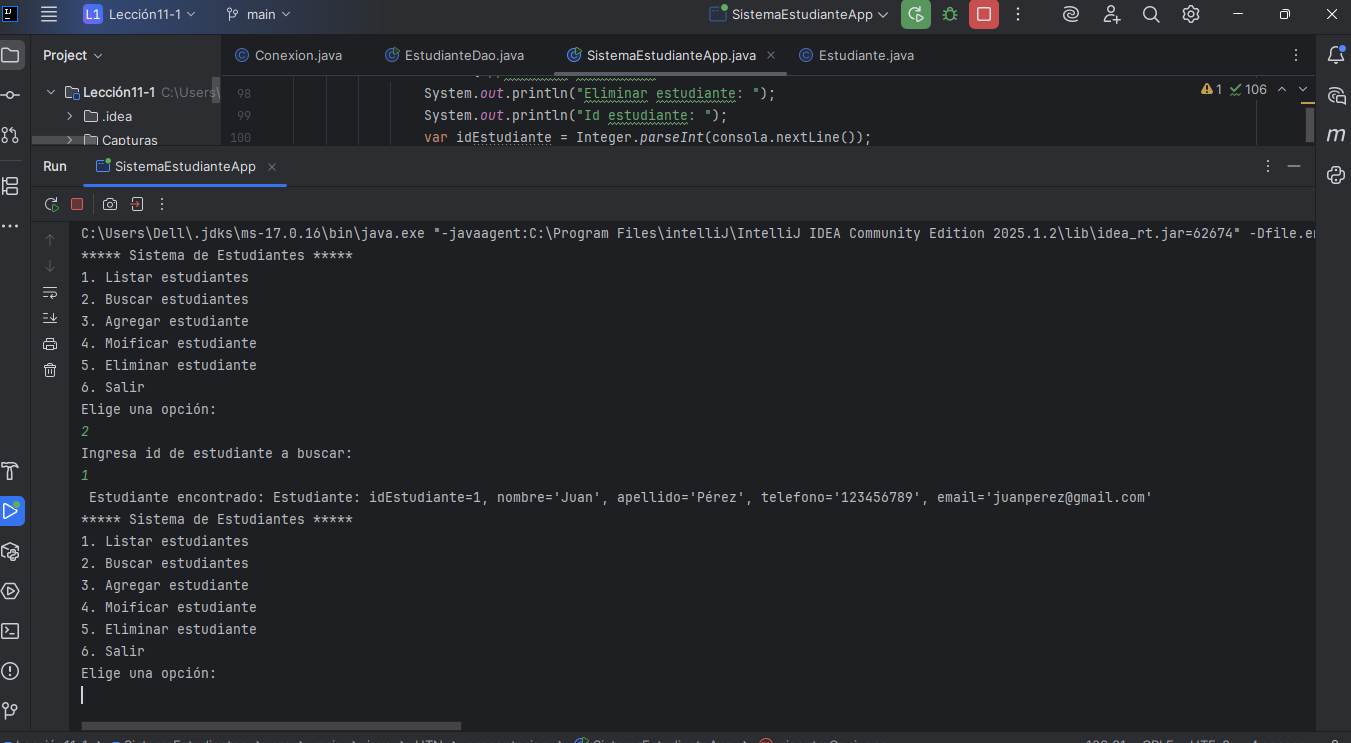 L1 Lección11-1 main SistemaEstudianteApp
Project Conexion.java EstudianteDao.java SistemaEstudianteApp.java Estudiante.java
Lección11-1 C:\Users\
.idea
Capturas
98 System.out.println("Eliminar estudiante: ");
99 System.out.println("Id estudiante: ");
100 var idEstudiante = Integer.parseInt(consola.nextLine());
1 106
Run SistemaEstudianteApp
C:\Users\Dell\.jdks\ms-17.0.16\bin\java.exe "-javaagent:C:\Program Files\intelliJ\IntelliJ IDEA Community Edition 2025.1.2\lib\idea_rt.jar=62674" -Dfile.en
***** Sistema de Estudiantes *****
1. Listar estudiantes
2. Buscar estudiantes
3. Agregar estudiante
4. Moificar estudiante
5. Eliminar estudiante
6. Salir
Elige una opción:
2
Ingresa id de estudiante a buscar:
1
Estudiante encontrado: Estudiante: idEstudiante=1, nombre='Juan', apellido='Pérez', telefono='123456789', email='juanperez@gmail.com'
***** Sistema de Estudiantes *****
1. Listar estudiantes
2. Buscar estudiantes
3. Agregar estudiante
4. Moificar estudiante
5. Eliminar estudiante
6. Salir
Elige una opción: